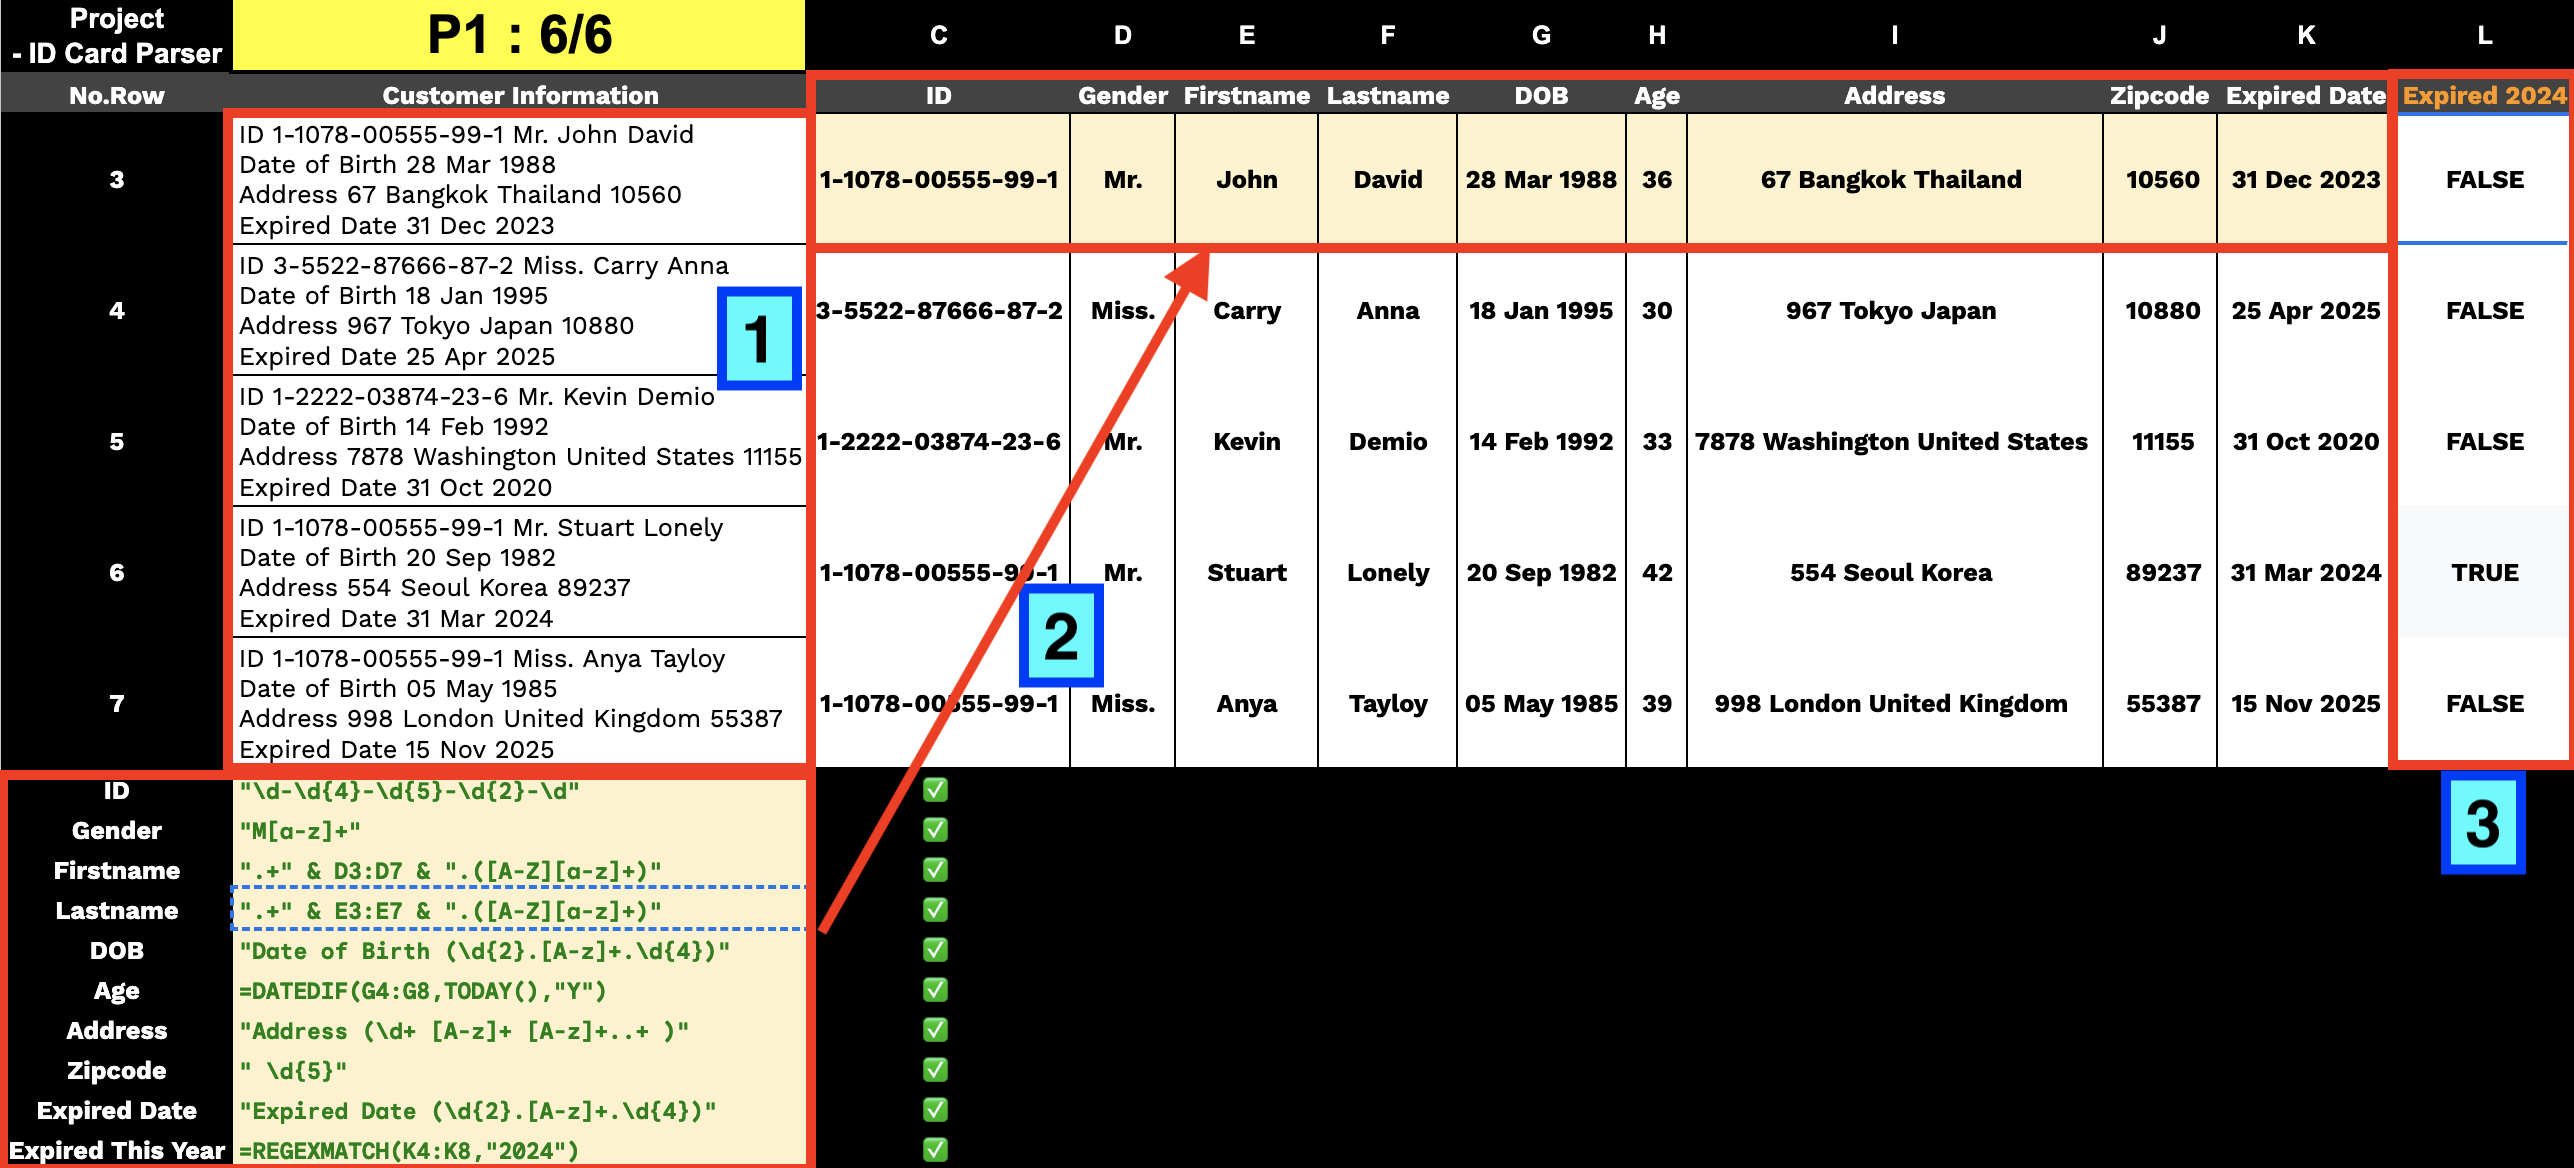 Project
- ID Card Parser
P1 : 6/6
C D E F G H I J K L
No.Row Customer Information ID Gender Firstname Lastname DOB Age Address Zipcode Expired Date Expired 2024
3
ID 1-1078-00555-99-1 Mr. John David
Date of Birth 28 Mar 1988
Address 67 Bangkok Thailand 10560
Expired Date 31 Dec 2023
1-1078-00555-99-1 Mr. John David 28 Mar 1988 36 67 Bangkok Thailand 10560 31 Dec 2023 FALSE
4
ID 3-5522-87666-87-2 Miss. Carry Anna
Date of Birth 18 Jan 1995
Address 967 Tokyo Japan 10880
Expired Date 25 Apr 2025
1
3-5522-87666-87-2 Miss. Carry Anna 18 Jan 1995 30 967 Tokyo Japan 10880 25 Apr 2025 FALSE
5
ID 1-2222-03874-23-6 Mr. Kevin Demio
Date of Birth 14 Feb 1992
Address 7878 Washington United States 11155
Expired Date 31 Oct 2020
1-2222-03874-23-6 Mr. Kevin Demio 14 Feb 1992 33 7878 Washington United States 11155 31 Oct 2020 FALSE
6
ID 1-1078-00555-99-1 Mr. Stuart Lonely
Date of Birth 20 Sep 1982
Address 554 Seoul Korea 89237
Expired Date 31 Mar 2024
1-1078-00555-99-1 Mr. Stuart Lonely 20 Sep 1982 42 554 Seoul Korea 89237 31 Mar 2024 TRUE
2
7
ID 1-1078-00555-99-1 Miss. Anya Tayloy
Date of Birth 05 May 1985
Address 998 London United Kingdom 55387
Expired Date 15 Nov 2025
1-1078-00555-99-1 Miss. Anya Tayloy 05 May 1985 39 998 London United Kingdom 55387 15 Nov 2025 FALSE
3
ID "\d-\d{4}-\d{5}-\d{2}-\d" ✅
Gender "M[a-z]+" ✅
Firstname ".+" & D3:D7 & ".([A-Z][a-z]+)" ✅
Lastname ".+" & E3:E7 & ".([A-Z][a-z]+)" ✅
DOB "Date of Birth (\d{2}.[A-z]+.\d{4})" ✅
Age =DATEDIF(G4:G8,TODAY(),"Y") ✅
Address "Address (\d+ [A-z]+ [A-z]+..+ )" ✅
Zipcode " \d{5}" ✅
Expired Date "Expired Date (\d{2}.[A-z]+.\d{4})" ✅
Expired This Year =REGEXMATCH(K4:K8,"2024") ✅